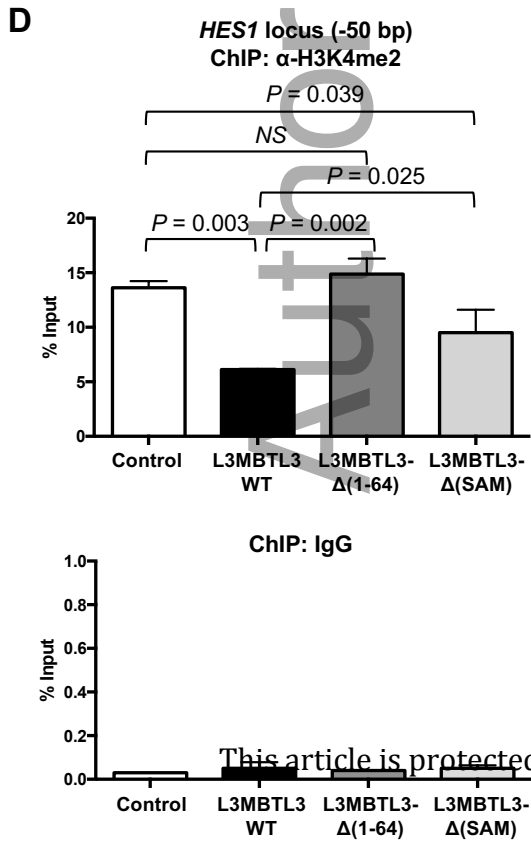 D
HES1 locus (-50 bp)
ChIP: α-H3K4me2
P = 0.039
NS
P = 0.025
P = 0.003 P = 0.002
20
15
10
5
0
% Input
Control
L3MBTL3 WT
L3MBTL3-Δ(1-64)
L3MBTL3-Δ(SAM)
Author
ChIP: IgG
1.0
0.8
0.6
0.4
0.2
0.0
% Input
This article is protected
Control
L3MBTL3 WT
L3MBTL3-Δ(1-64)
L3MBTL3-Δ(SAM)